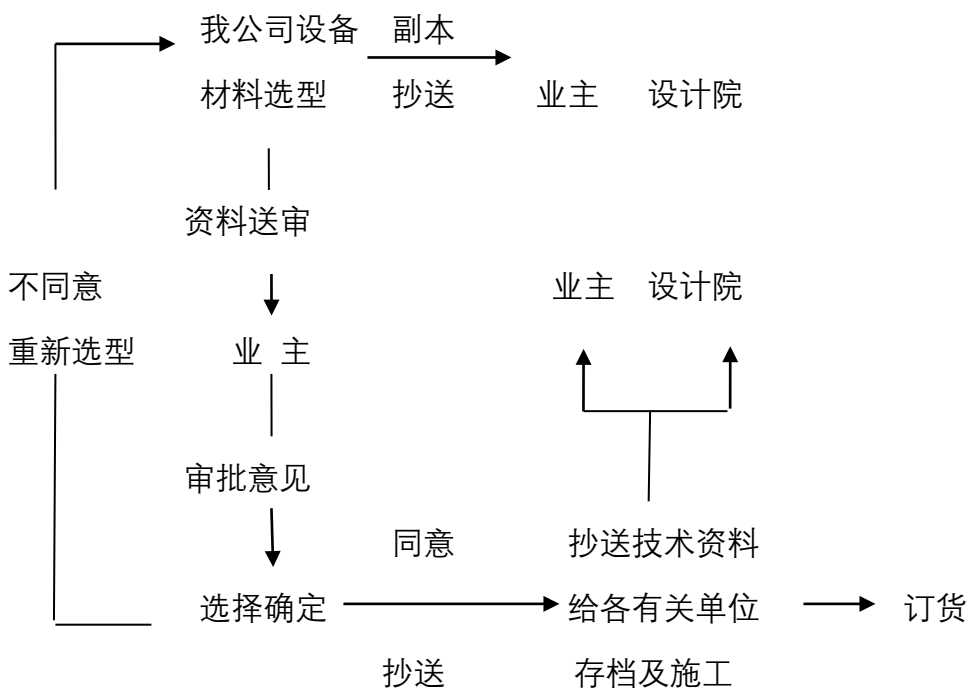 我公司设备 副本
材料选型 抄送 业主 设计院
资料送审
不同意 业主 设计院
重新选型 业 主
审批意见
同意 抄送技术资料
选择确定 给各有关单位 订货
抄送 存档及施工